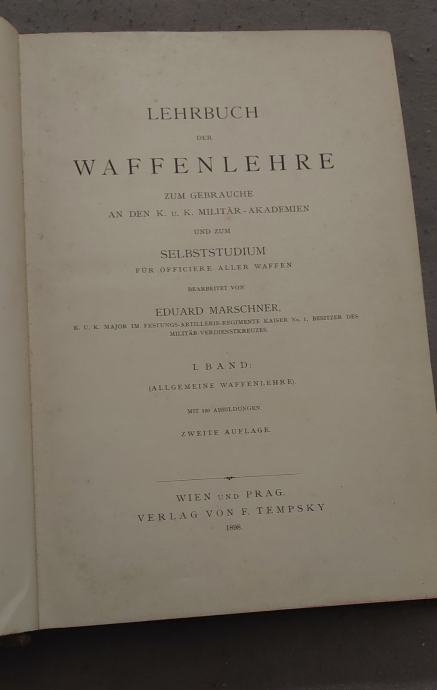 LEHRBUCH
DER
WAFFENLEHRE
ZUM GEBRAUCHE
AN DEN K. U. K. MILITÄR-AKADEMIEN
UND ZUM
SELBSTSTUDIUM
FÜR OFFICIERE ALLER WAFFEN
BEARBEITET VON
EDUARD MARSCHNER,
K. U. K. MAJOR IM FESTUNGS-ARTILLERIE-REGIMENTE KAISER No. 1, BESITZER DES
MILITÄR-VERDIENSTKREUZES.
I. BAND:
(ALLGEMEINE WAFFENLEHRE).
MIT ABBILDUNGEN.
ZWEITE AUFLAGE.
WIEN UND PRAG.
VERLAG VON F. TEMPSKY
1898.